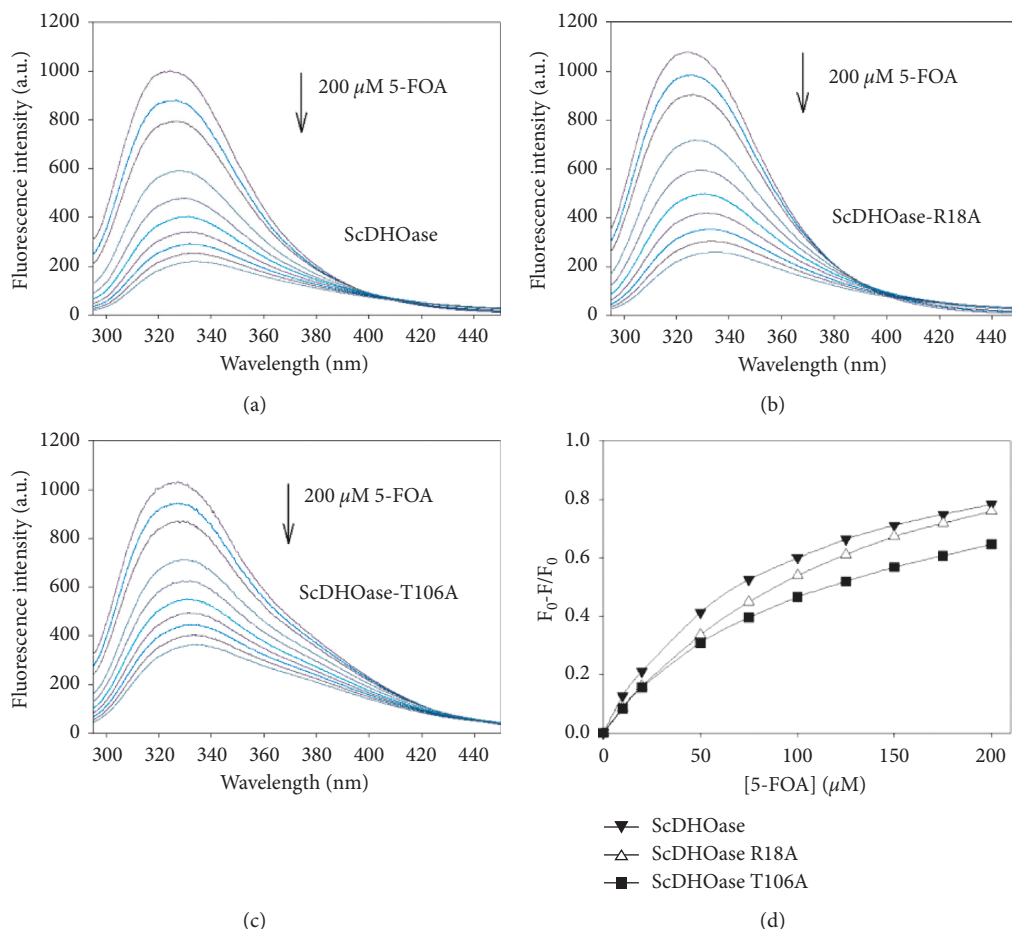 1200
1000
800
600
400
200
0
Fluorescence intensity (a.u.)
200 μM 5-FOA
ScDHOase
300 320 340 360 380 400 420 440
Wavelength (nm)
(a)
1200
1000
800
600
400
200
0
Fluorescence intensity (a.u.)
200 μM 5-FOA
ScDHOase-R18A
300 320 340 360 380 400 420 440
Wavelength (nm)
(b)
1200
1000
800
600
400
200
0
Fluorescence intensity (a.u.)
200 μM 5-FOA
ScDHOase-T106A
300 320 340 360 380 400 420 440
Wavelength (nm)
(c)
1.0
0.8
0.6
0.4
0.2
0.0
F₀-F/F₀
0 50 100 150 200
[5-FOA] (μM)
ScDHOase
ScDHOase R18A
ScDHOase T106A
(d)